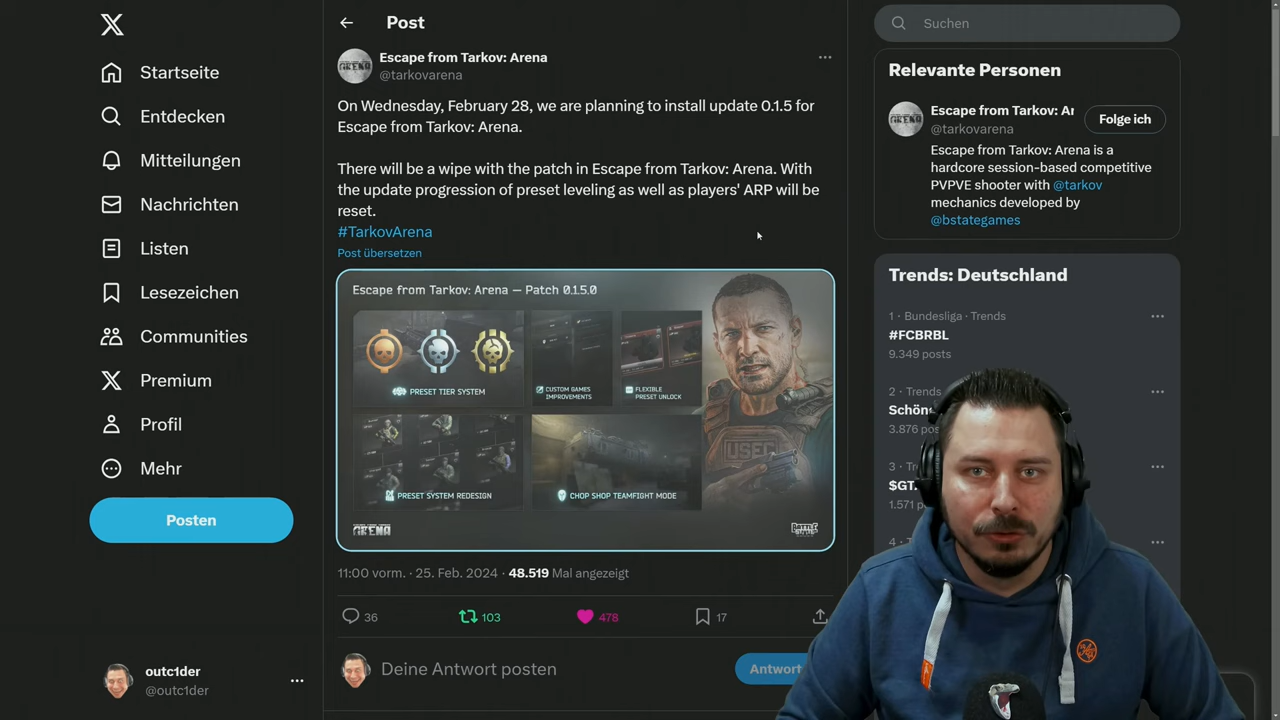 Startseite
Entdecken
Mitteilungen
Nachrichten
Listen
Lesezeichen
Communities
Premium
Profil
Mehr
Posten
outc1der
@outc1der
Post
Escape from Tarkov: Arena
@tarkovarena
On Wednesday, February 28, we are planning to install update 0.1.5 for
Escape from Tarkov: Arena.
There will be a wipe with the patch in Escape from Tarkov: Arena. With
the update progression of preset leveling as well as players' ARP will be
reset.
#TarkovArena
Post übersetzen
Escape from Tarkov: Arena — Patch 0.1.5.0
PRESET TIER SYSTEM
CUSTOM GAMES
IMPROVEMENTS
FLEXIBLE
PRESET UNLOCK
PRESET SYSTEM REDESIGN
CHOP SHOP TEAMFIGHT MODE
USEC
ARENA
BATTLE
STATE
11:00 vorm. · 25. Feb. 2024 · 48.519 Mal angezeigt
36
103
478
17
Deine Antwort posten
Antwort
Suchen
Relevante Personen
Escape from Tarkov: Ar
@tarkovarena
Folge ich
Escape from Tarkov: Arena is a
hardcore session-based competitive
PVPVE shooter with @tarkov
mechanics developed by
@bstategames
Trends: Deutschland
1 · Bundesliga · Trends
#FCBRBL
9.349 posts
2 · Trends
Schön
3.876 pos
3 · Tre
$GT.
1.571 p
4 · T